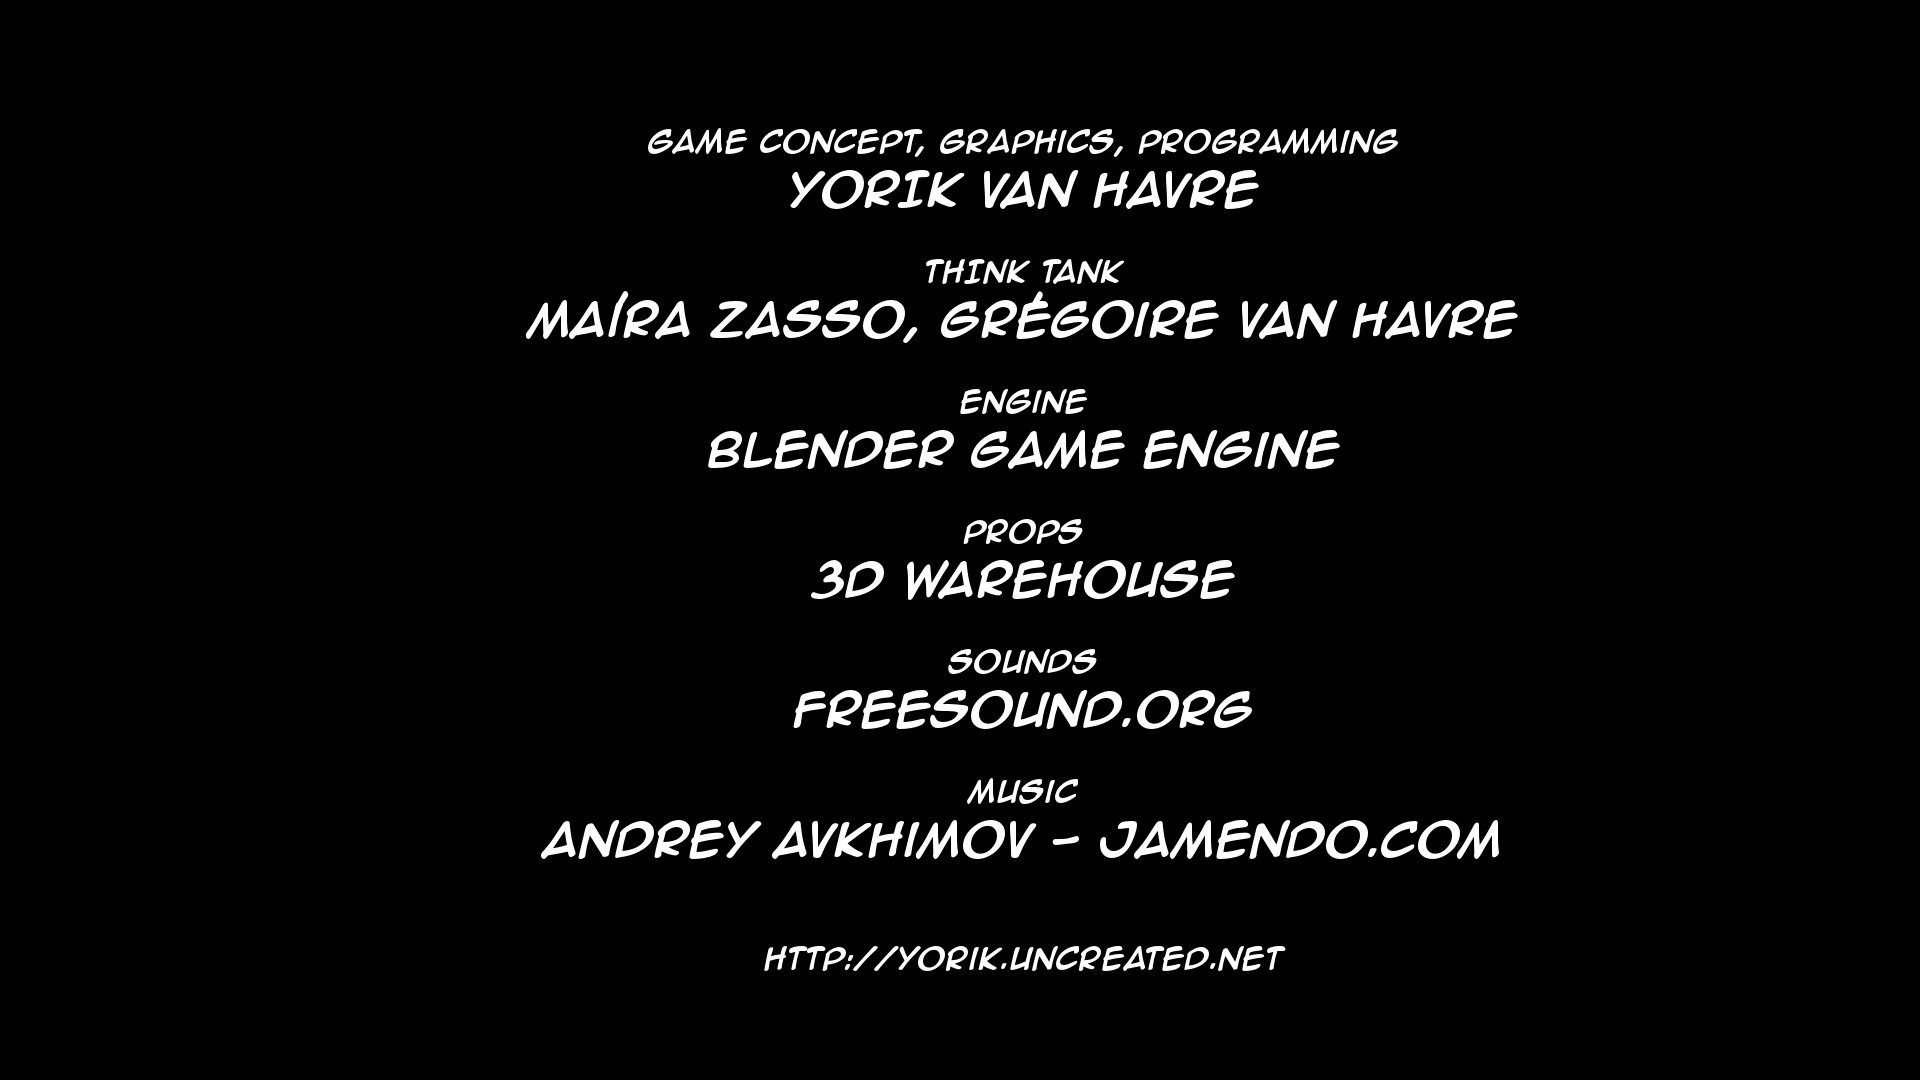 GAME CONCEPT, GRAPHICS, PROGRAMMING
YORIK VAN HAVRE
THINK TANK
MAÍRA ZASSO, GRÉGOIRE VAN HAVRE
ENGINE
BLENDER GAME ENGINE
PROPS
3D WAREHOUSE
SOUNDS
FREESOUND.ORG
MUSIC
ANDREY AVKHIMOV - JAMENDO.COM
HTTP://YORIK.UNCREATED.NET